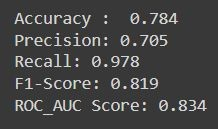 Accuracy :  0.784
Precision: 0.705
Recall: 0.978
F1-Score: 0.819
ROC_AUC Score: 0.834